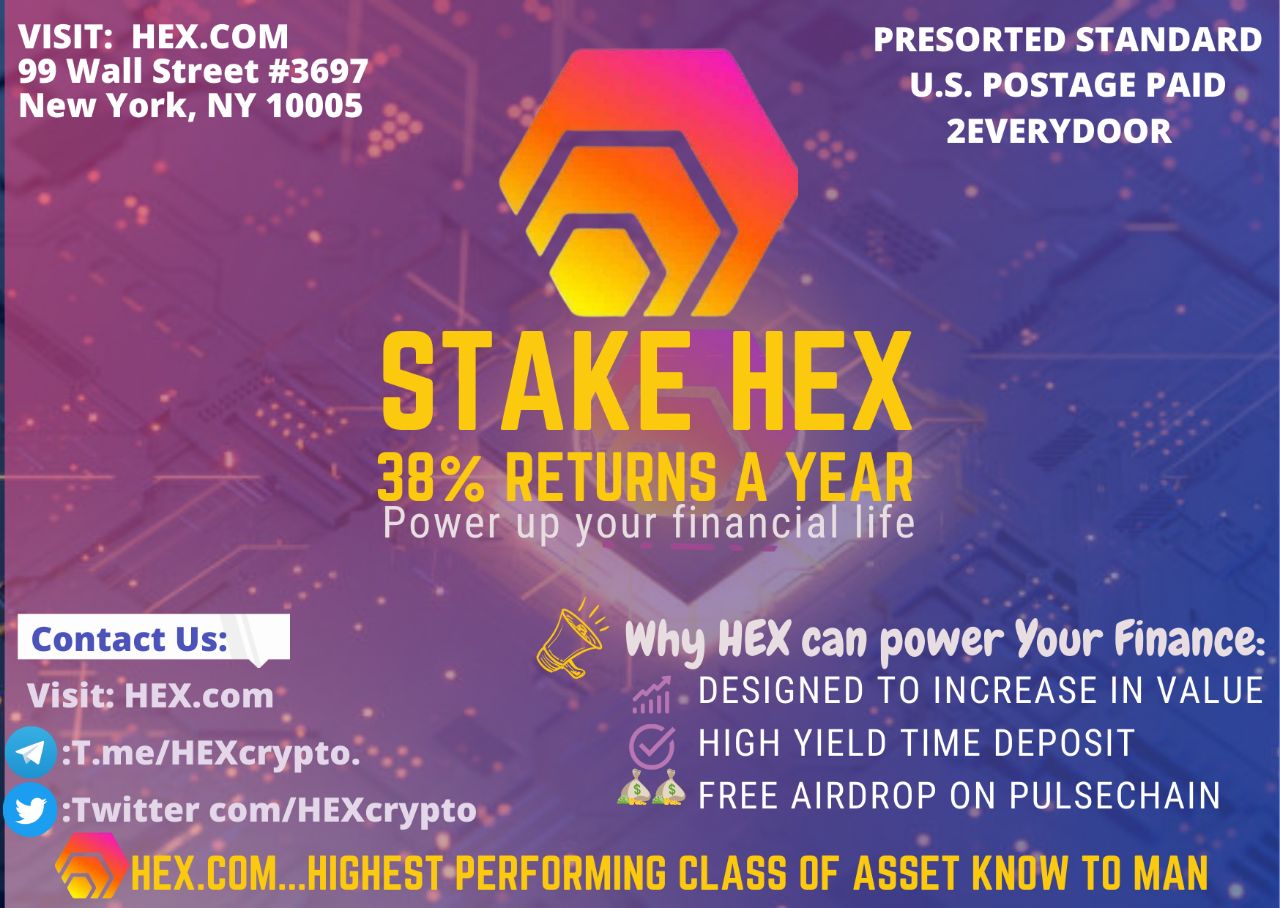 VISIT: HEX.COM
99 Wall Street #3697
New York, NY 10005
PRESORTED STANDARD
U.S. POSTAGE PAID
2EVERYDOOR
STAKE HEX
38% RETURNS A YEAR
Power up your financial life
Contact Us:
Visit: HEX.com
:T.me/HEXcrypto.
:Twitter com/HEXcrypto
Why HEX can power Your Finance:
DESIGNED TO INCREASE IN VALUE
HIGH YIELD TIME DEPOSIT
FREE AIRDROP ON PULSECHAIN
HEX.COM...HIGHEST PERFORMING CLASS OF ASSET KNOW TO MAN